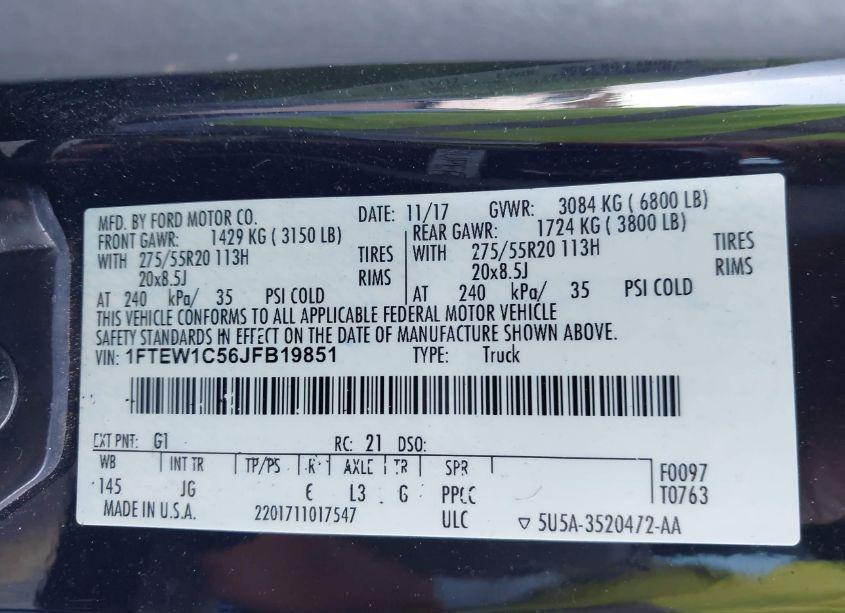 MFD. BY FORD MOTOR CO. DATE: 11/17 GVWR: 3084 KG ( 6800 LB)
FRONT GAWR: 1429 KG ( 3150 LB) REAR GAWR: 1724 KG ( 3800 LB)
WITH 275/55R20 113H TIRES WITH 275/55R20 113H TIRES
20x8.5J RIMS 20x8.5J RIMS
AT 240 kPa/ 35 PSI COLD AT 240 kPa/ 35 PSI COLD
THIS VEHICLE CONFORMS TO ALL APPLICABLE FEDERAL MOTOR VEHICLE
SAFETY STANDARDS IN EFFECT ON THE DATE OF MANUFACTURE SHOWN ABOVE.
VIN: 1FTEW1C56JFB19851 TYPE: Truck
EXT PNT: G1 RC: 21 DSO:
WB INT TR TP/PS R AXLE TR SPR F0097
145 JG 6 L3 G PPLC T0763
MADE IN U.S.A. 2201711017547 ULC ▽ 5U5A-3520472-AA